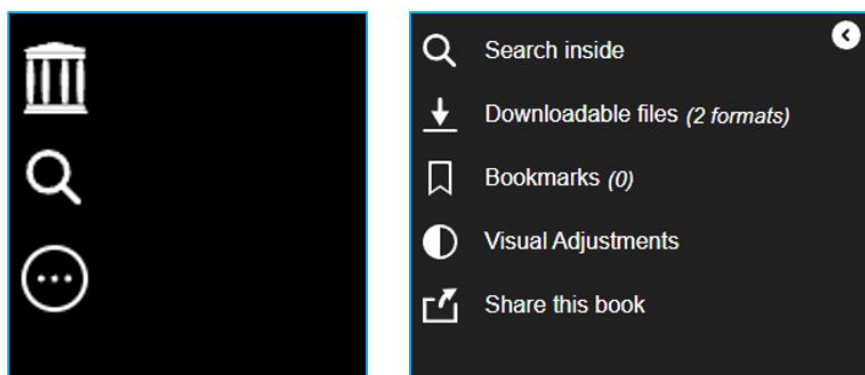 Search inside
Downloadable files (2 formats)
Bookmarks (0)
Visual Adjustments
Share this book